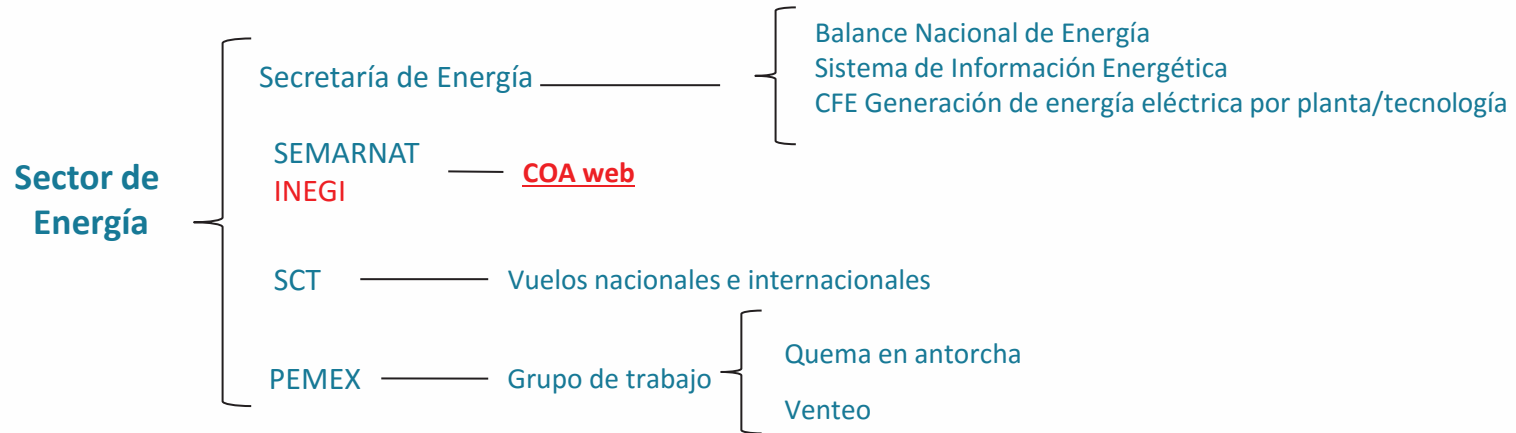 Sector de
Energía
Secretaría de Energía
Balance Nacional de Energía
Sistema de Información Energética
CFE Generación de energía eléctrica por planta/tecnología
SEMARNAT
INEGI
COA web
SCT
Vuelos nacionales e internacionales
PEMEX
Grupo de trabajo
Quema en antorcha
Venteo